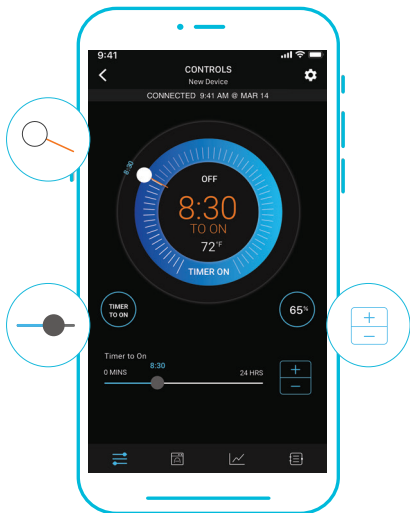 9:41
CONTROLS
New Device
CONNECTED 9:41 AM @ MAR 14
8:30
OFF
8:30
TO ON
72°F
TIMER ON
TIMER
TO ON
65%
Timer to On
8:30
0 MINS 24 HRS
+
−
+
−